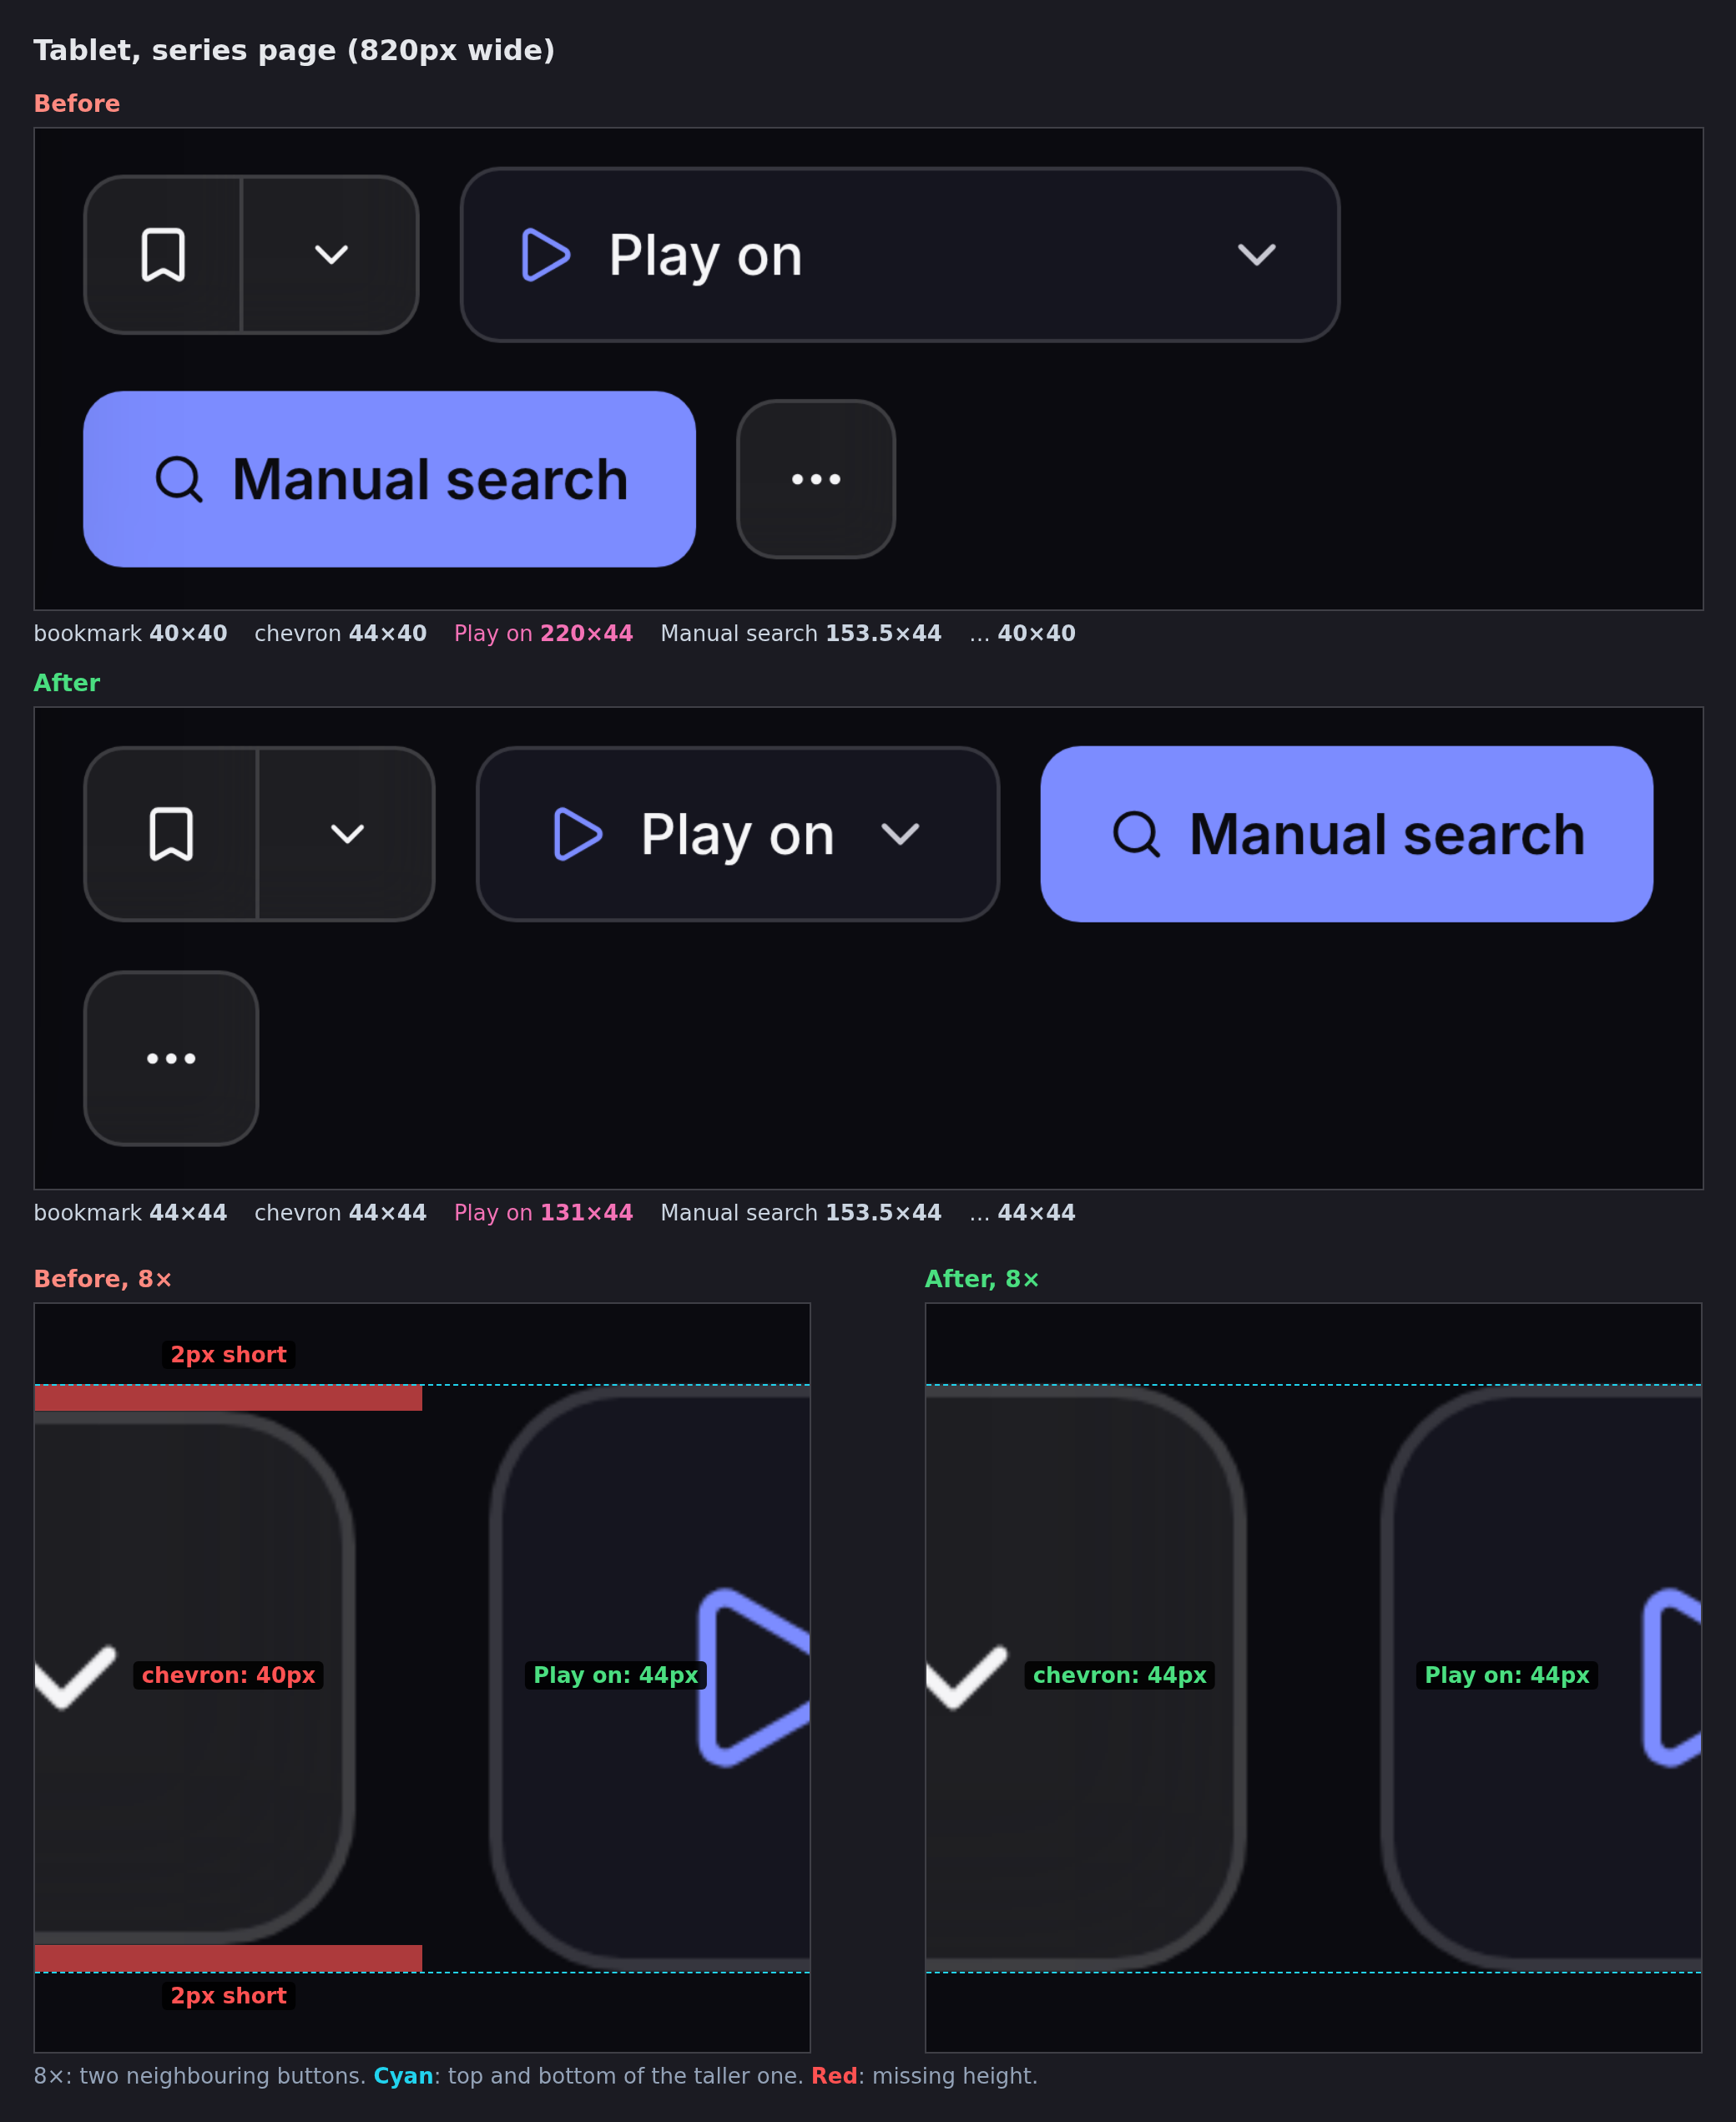 Tablet, series page (820px wide)
Before
Play on
Manual search
bookmark 40×40 chevron 44×40 Play on 220×44 Manual search 153.5×44 … 40×40
After
Play on Manual search
bookmark 44×44 chevron 44×44 Play on 131×44 Manual search 153.5×44 … 44×44
Before, 8× After, 8×
2px short
chevron: 40px Play on: 44px chevron: 44px Play on: 44px
2px short
8×: two neighbouring buttons. Cyan: top and bottom of the taller one. Red: missing height.